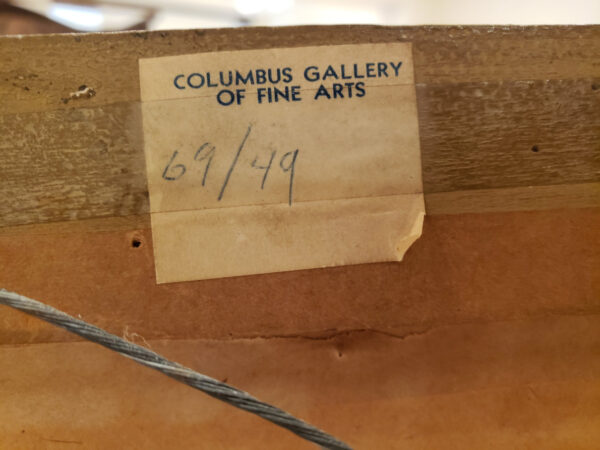 COLUMBUS GALLERY
OF FINE ARTS
69/49